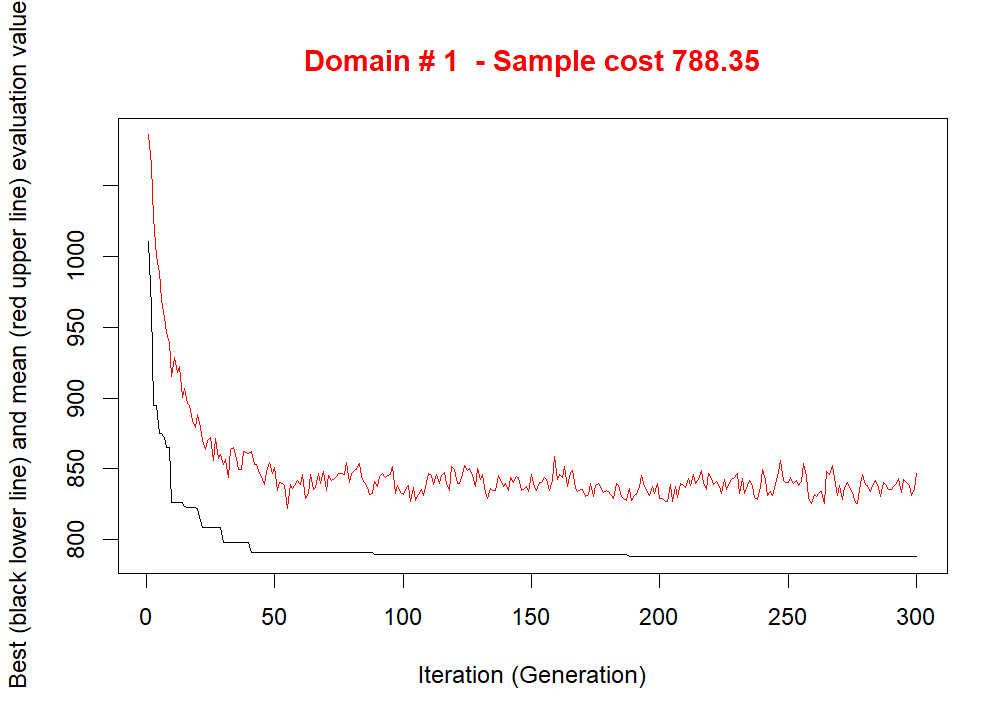 Domain # 1  - Sample cost 788.35
Best (black lower line) and mean (red upper line) evaluation value
1000
950
900
850
800
0 50 100 150 200 250 300
Iteration (Generation)